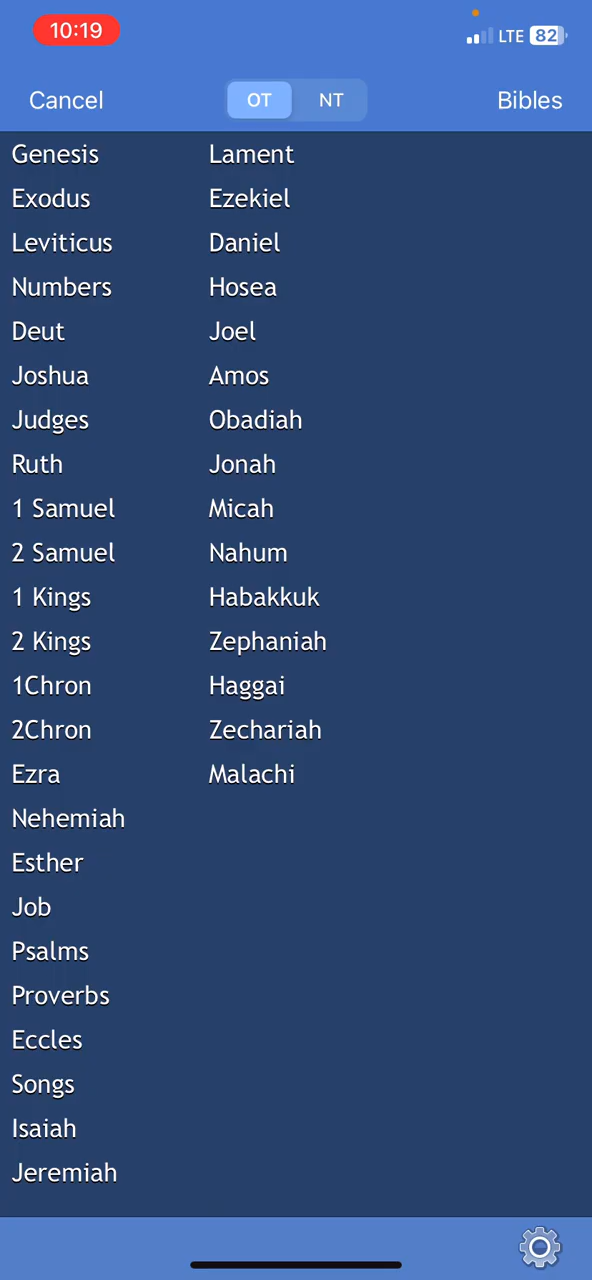 10:19
LTE 82
Cancel
OT
NT
Bibles
Genesis
Exodus
Leviticus
Numbers
Deut
Joshua
Judges
Ruth
1 Samuel
2 Samuel
1 Kings
2 Kings
1Chron
2Chron
Ezra
Nehemiah
Esther
Job
Psalms
Proverbs
Eccles
Songs
Isaiah
Jeremiah
Lament
Ezekiel
Daniel
Hosea
Joel
Amos
Obadiah
Jonah
Micah
Nahum
Habakkuk
Zephaniah
Haggai
Zechariah
Malachi